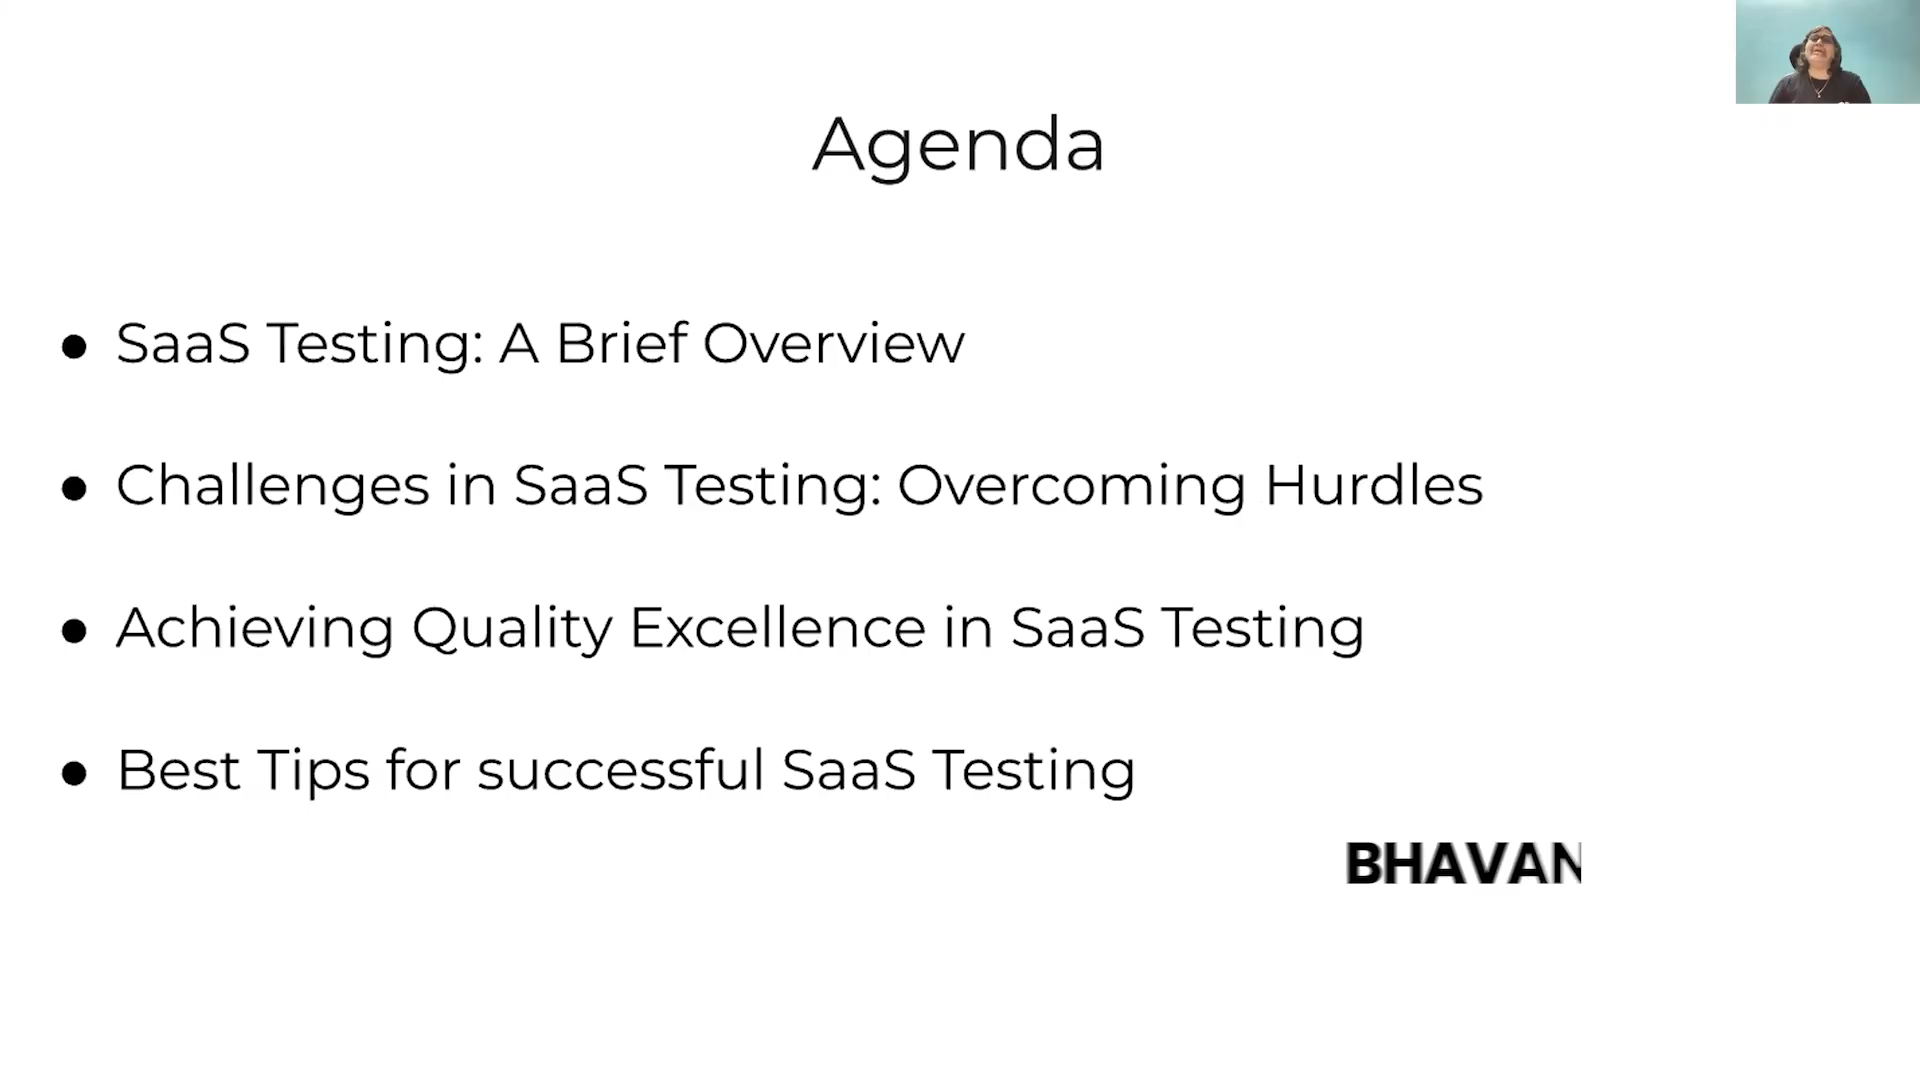 Agenda
● SaaS Testing: A Brief Overview
● Challenges in SaaS Testing: Overcoming Hurdles
● Achieving Quality Excellence in SaaS Testing
● Best Tips for successful SaaS Testing
BHAVAN